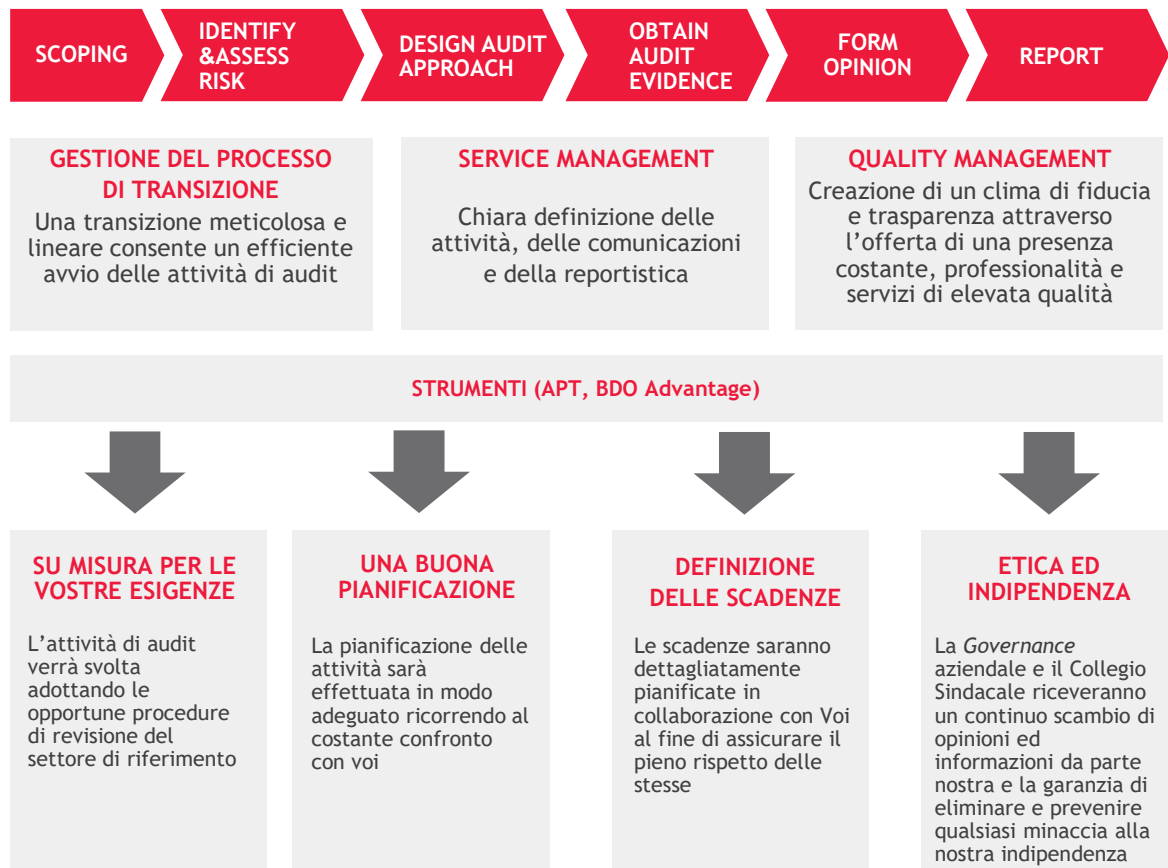 SCOPING
IDENTIFY
&ASSESS
RISK
DESIGN AUDIT
APPROACH
OBTAIN
AUDIT
EVIDENCE
FORM
OPINION
REPORT
GESTIONE DEL PROCESSO
DI TRANSIZIONE
Una transizione meticolosa e
lineare consente un efficiente
avvio delle attività di audit
SERVICE MANAGEMENT
Chiara definizione delle
attività, delle comunicazioni
e della reportistica
QUALITY MANAGEMENT
Creazione di un clima di fiducia
e trasparenza attraverso
l’offerta di una presenza
costante, professionalità e
servizi di elevata qualità
STRUMENTI (APT, BDO Advantage)
SU MISURA PER LE
VOSTRE ESIGENZE
L’attività di audit
verrà svolta
adottando le
opportune procedure
di revisione del
settore di riferimento
UNA BUONA
PIANIFICAZIONE
La pianificazione delle
attività sarà
effettuata in modo
adeguato ricorrendo al
costante confronto
con voi
DEFINIZIONE
DELLE SCADENZE
Le scadenze saranno
dettagliatamente
pianificate in
collaborazione con Voi
al fine di assicurare il
pieno rispetto delle
stesse
ETICA ED
INDIPENDENZA
La Governance
aziendale e il Collegio
Sindacale riceveranno
un continuo scambio di
opinioni ed
informazioni da parte
nostra e la garanzia di
eliminare e prevenire
qualsiasi minaccia alla
nostra indipendenza